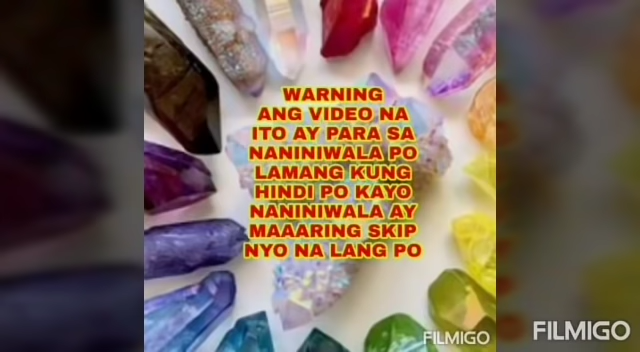 WARNING
ANG VIDEO NA
ITO AY PARA SA
NANINIWALA PO
LAMANG KUNG
HINDI PO KAYO
NANINIWALA AY
MAAARING SKIP
NYO NA LANG PO
FILMIGO
FILMIGO